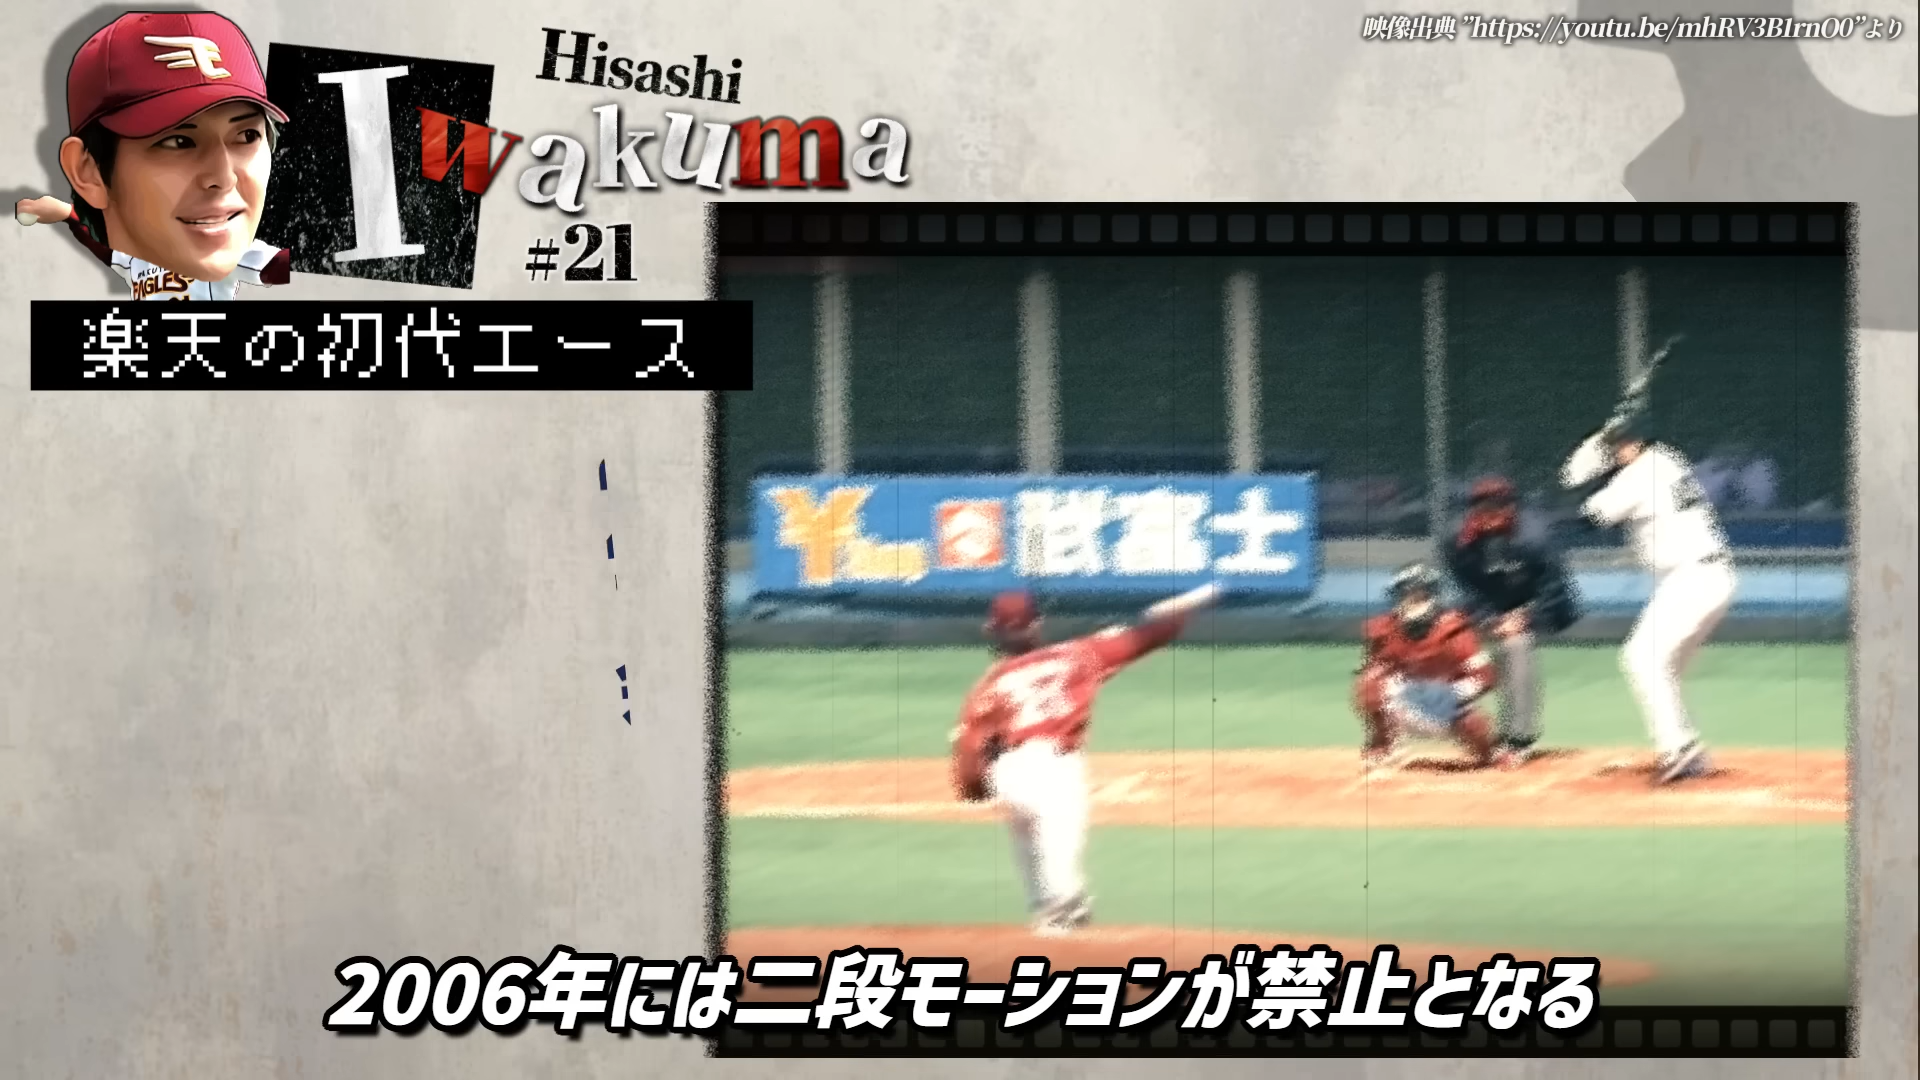 映像出典”https://youtu.be/mhRV3B1rnO0”より
Hisashi
Iwakuma
#21
EAGLES
楽天の初代エース
2006年には二段モーションが禁止となる